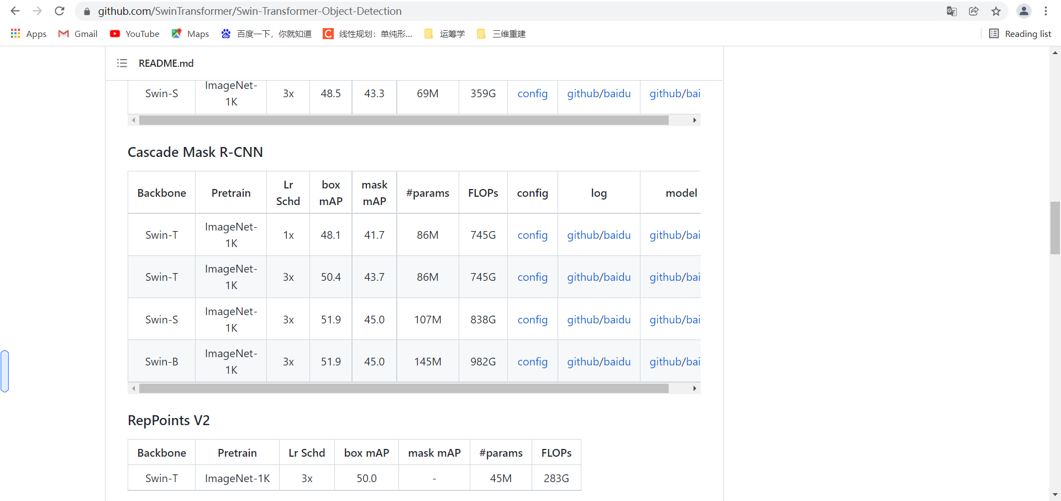 github.com/SwinTransformer/Swin-Transformer-Object-Detection
Apps Gmail YouTube Maps 百度一下，你就知道 线性规划：单纯形... 运筹学 三维重建 Reading list
README.md
Swin-S ImageNet-1K 3x 48.5 43.3 69M 359G config github/baidu github/bai
Cascade Mask R-CNN
Backbone Pretrain Lr Schd box mAP mask mAP #params FLOPs config log model
Swin-T ImageNet-1K 1x 48.1 41.7 86M 745G config github/baidu github/bai
Swin-T ImageNet-1K 3x 50.4 43.7 86M 745G config github/baidu github/bai
Swin-S ImageNet-1K 3x 51.9 45.0 107M 838G config github/baidu github/bai
Swin-B ImageNet-1K 3x 51.9 45.0 145M 982G config github/baidu github/bai
RepPoints V2
Backbone Pretrain Lr Schd box mAP mask mAP #params FLOPs
Swin-T ImageNet-1K 3x 50.0 - 45M 283G